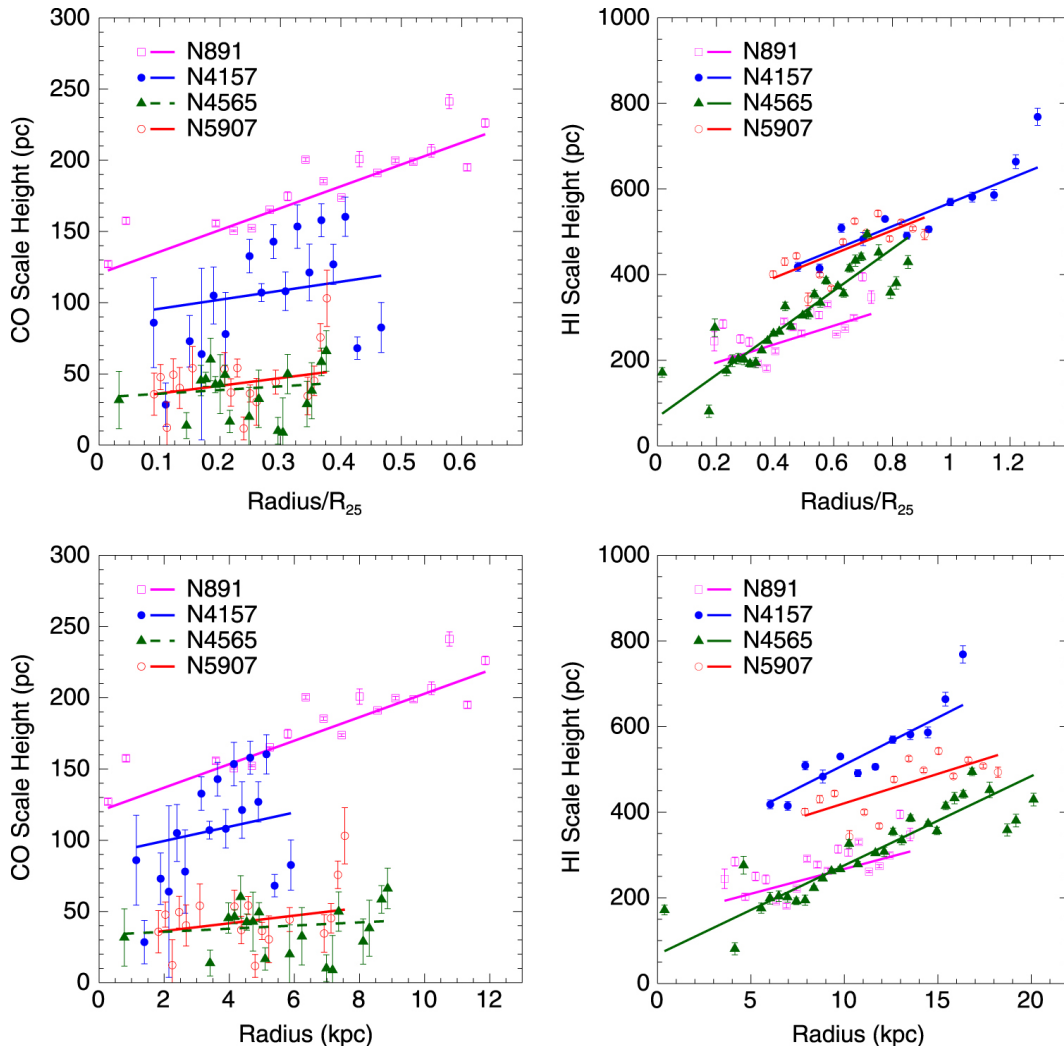 CO Scale Height (pc)
300
250
200
150
100
50
0
N891
N4157
N4565
N5907
0 0.1 0.2 0.3 0.4 0.5 0.6
Radius/R25
HI Scale Height (pc)
1000
800
600
400
200
0
N891
N4157
N4565
N5907
0 0.2 0.4 0.6 0.8 1 1.2
Radius/R25
CO Scale Height (pc)
300
250
200
150
100
50
0
N891
N4157
N4565
N5907
0 2 4 6 8 10 12
Radius (kpc)
HI Scale Height (pc)
1000
800
600
400
200
0
N891
N4157
N4565
N5907
0 5 10 15 20
Radius (kpc)